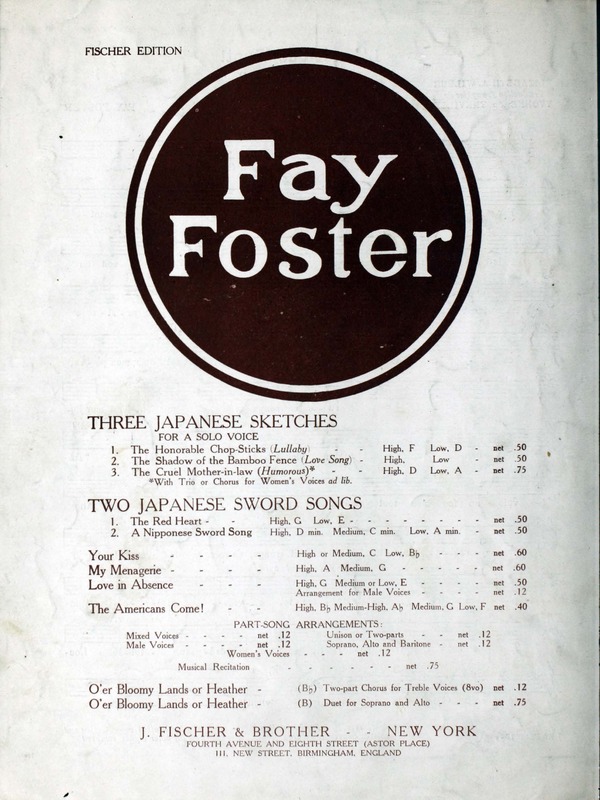 FISCHER EDITION
Fay
Foster
THREE JAPANESE SKETCHES
FOR A SOLO VOICE
1. The Honorable Chop-Sticks (Lullaby) - - High, F Low, D - net .50
2. The Shadow of the Bamboo Fence (Love Song) - High, Low - net .50
3. The Cruel Mother-in-law (Humorous)* - - High, D Low, A - net .75
*With Trio or Chorus for Women's Voices ad lib.
TWO JAPANESE SWORD SONGS
1. The Red Heart - - High, G Low, E - - - - - - - - net .50
2. A Nipponese Sword Song High, D min. Medium, C min. Low, A min. net .50
Your Kiss - - - - High or Medium, C Low, B♭ - - - net .60
My Menagerie - - - - High, A Medium, G - - - - net .60
Love in Absence - - - High, G Medium or Low, E - - - - net .50
Arrangement for Male Voices - - - - net .12
The Americans Come! - - High, B♭ Medium-High, A♭ Medium, G Low, F net .40
PART-SONG ARRANGEMENTS:
Mixed Voices - - - - net .12 Unison or Two-parts - - net .12
Male Voices - - - - net .12 Soprano, Alto and Baritone - - net .12
Women's Voices - - - net .12
Musical Recitation - - - - - - - net .75
O'er Bloomy Lands or Heather - (B♭) Two-part Chorus for Treble Voices (8vo) - net .12
O'er Bloomy Lands or Heather - (B) Duet for Soprano and Alto - - - net .75
J. FISCHER & BROTHER - - NEW YORK
FOURTH AVENUE AND EIGHTH STREET (ASTOR PLACE)
111, NEW STREET, BIRMINGHAM, ENGLAND